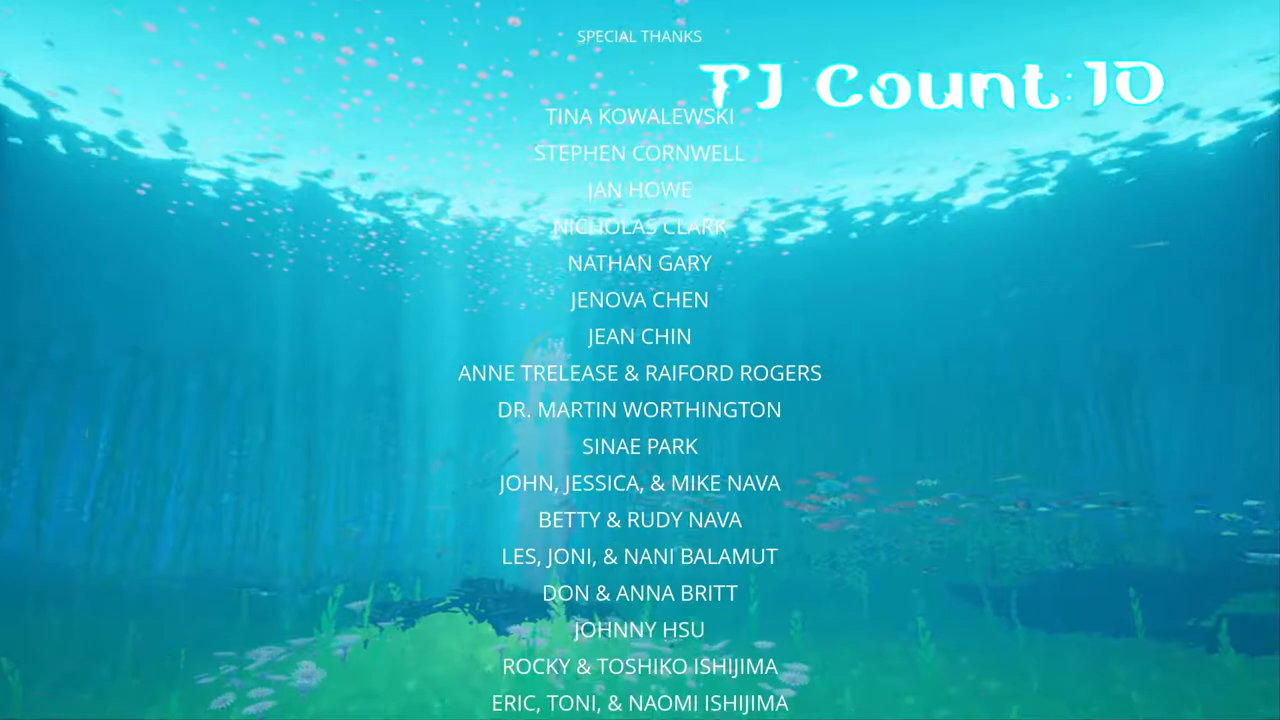 SPECIAL THANKS
FJ Count:10
TINA KOWALEWSKI
STEPHEN CORNWELL
JAN HOWE
NICHOLAS CLARK
NATHAN GARY
JENOVA CHEN
JEAN CHIN
ANNE TRELEASE & RAIFORD ROGERS
DR. MARTIN WORTHINGTON
SINAE PARK
JOHN, JESSICA, & MIKE NAVA
BETTY & RUDY NAVA
LES, JONI, & NANI BALAMUT
DON & ANNA BRITT
JOHNNY HSU
ROCKY & TOSHIKO ISHIJIMA
ERIC, TONI, & NAOMI ISHIJIMA